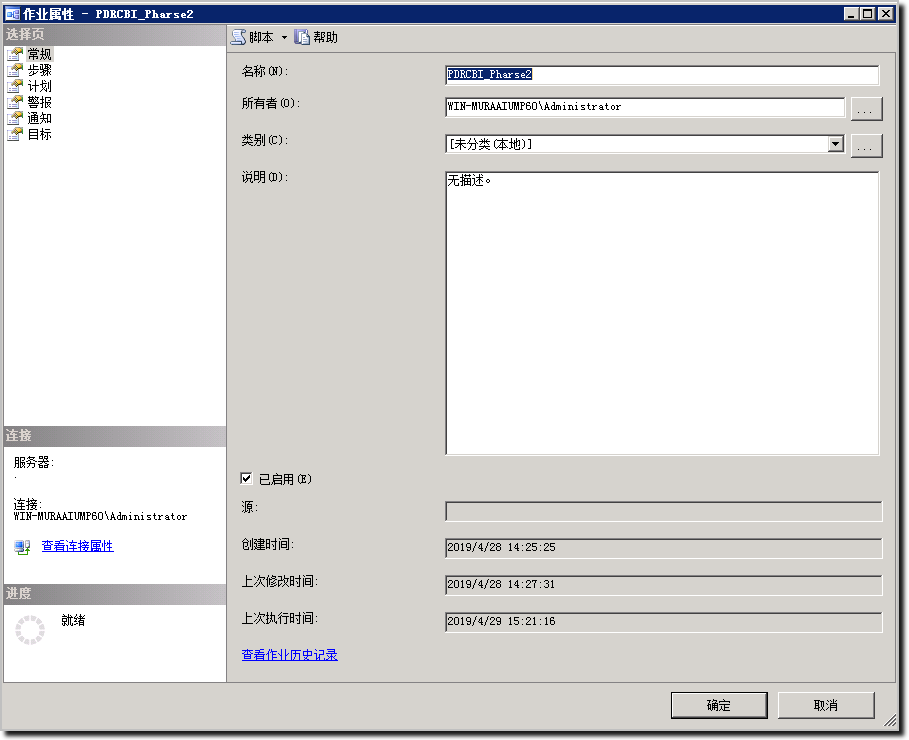 作业属性 - PDRCBI_Pharse2
选择页
常规
步骤
计划
警报
通知
目标
脚本 帮助
名称(N):
PDRCBI_Pharse2
所有者(O):
WIN-MURAAIUMP6O\Administrator
...
类别(C):
[未分类(本地)]
...
说明(D):
无描述。
已启用(E)
源:
创建时间:
2019/4/28 14:25:25
上次修改时间:
2019/4/28 14:27:31
上次执行时间:
2019/4/29 15:21:16
查看作业历史记录
连接
服务器:
.
连接:
WIN-MURAAIUMP6O\Administrator
查看连接属性
进度
就绪
确定
取消